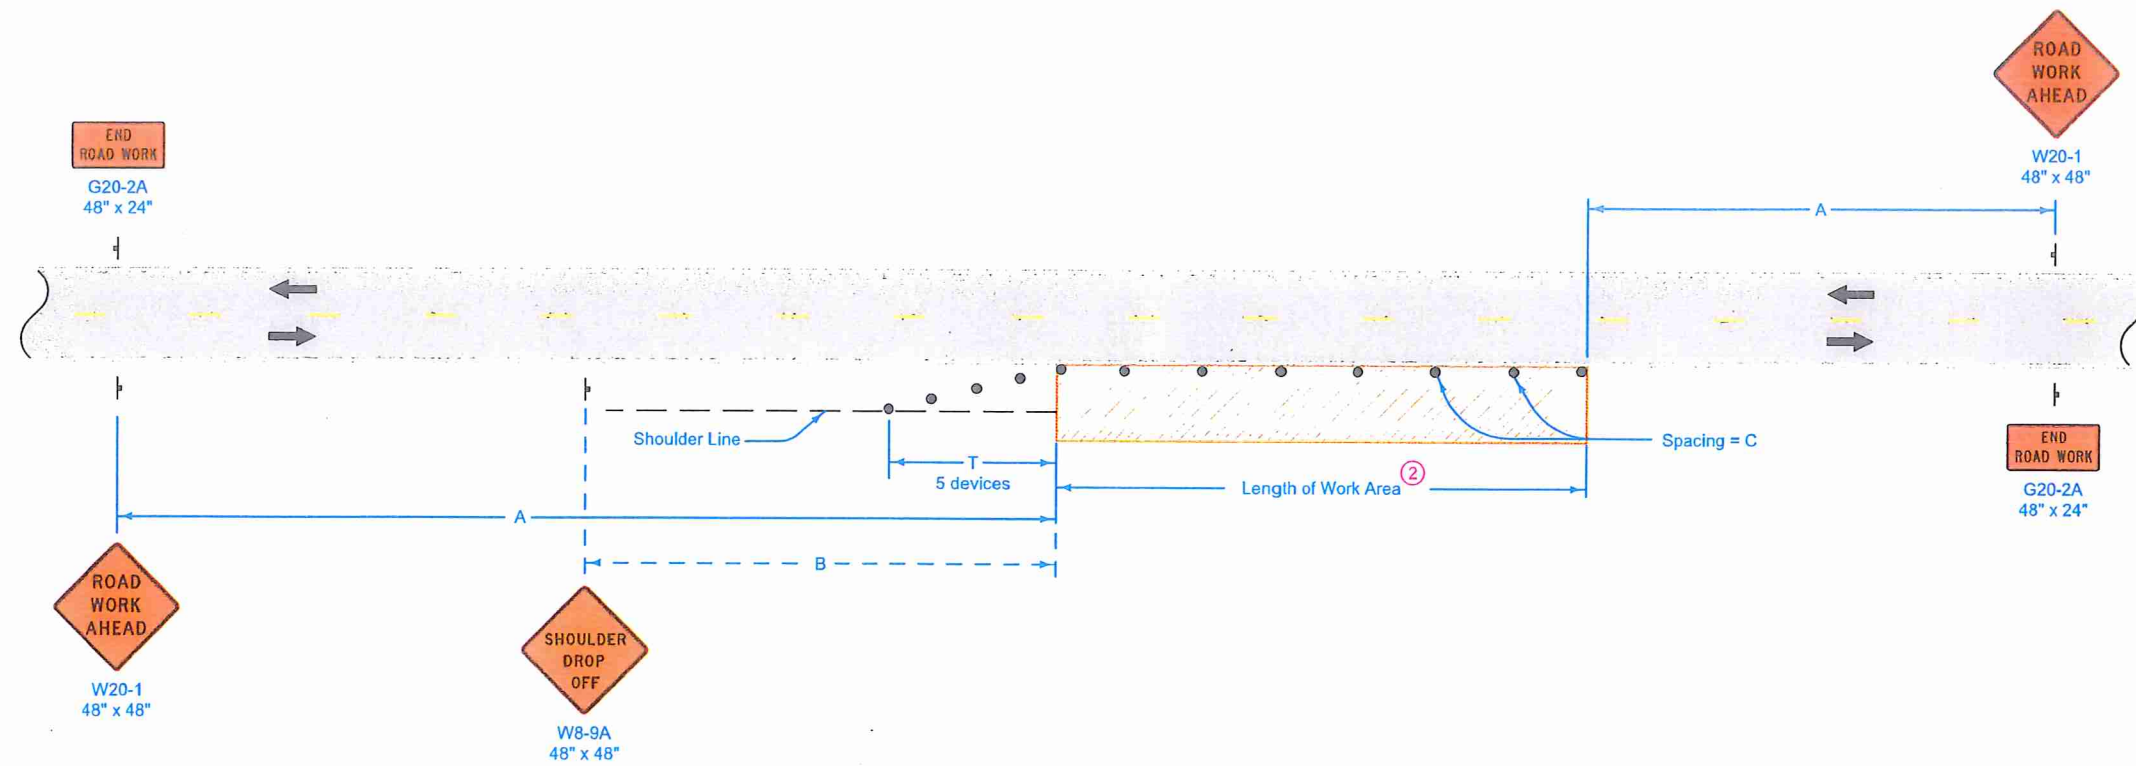 ROAD
WORK
AHEAD
W20-1
48" x 48"
END
ROAD WORK
G20-2A
48" x 24"
A
Shoulder Line
T
5 devices
Length of Work Area ②
Spacing = C
END
ROAD WORK
G20-2A
48" x 24"
A
B
ROAD
WORK
AHEAD
W20-1
48" x 48"
SHOULDER
DROP
OFF
W8-9A
48" x 48"